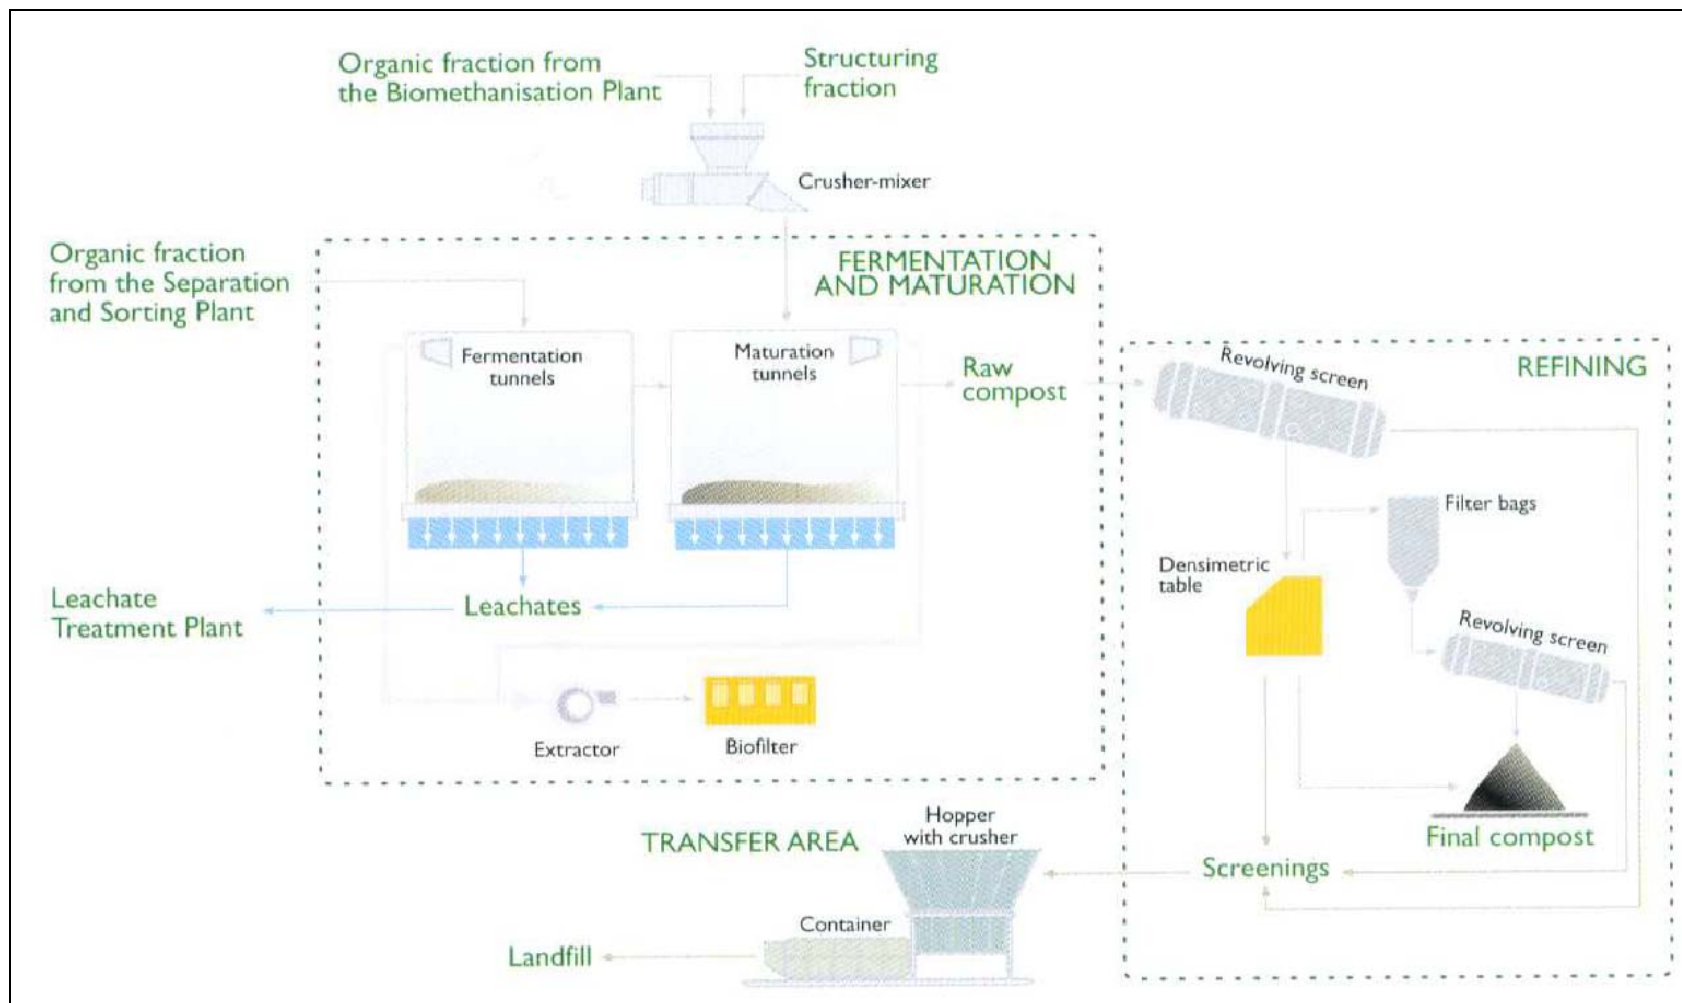 Organic fraction from
the Biomethanisation Plant
Structuring
fraction
Crusher-mixer
Organic fraction
from the Separation
and Sorting Plant
FERMENTATION
AND MATURATION
Fermentation
tunnels
Maturation
tunnels
Raw
compost
Revolving screen
REFINING
Filter bags
Densimetric
table
Leachates
Leachate
Treatment Plant
Revolving screen
Extractor
Biofilter
Final compost
Hopper
with crusher
TRANSFER AREA
Screenings
Container
Landfill